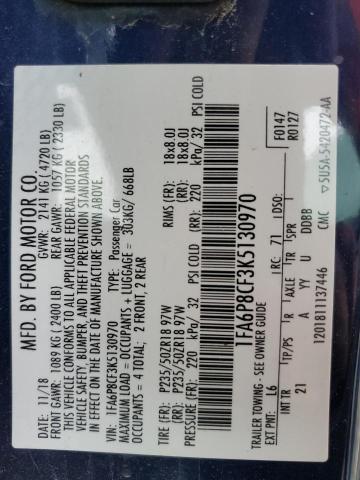 MFD. BY FORD MOTOR CO.
11/18 GVWR: 2141 KG ( 4720 LB)
FRONT GAWR: 1089 KG ( 2400 LB) REAR GAWR: 1057 KG ( 2330 LB)
THIS VEHICLE CONFORMS TO ALL APPLICABLE FEDERAL MOTOR
VEHICLE SAFETY, BUMPER, AND THEFT PREVENTION STANDARDS
IN EFFECT ON THE DATE OF MANUFACTURE SHOWN ABOVE.
VIN: 1FA6P8CF3K5130970
TYPE: Passenger Car
MAXIMUM LOAD = OCCUPANTS + LUGGAGE = 303KG/ 668LB
OCCUPANTS = 4 TOTAL: 2 FRONT, 2 REAR
TIRE (FR): P235/50ZR18 97W RIMS (FR): 18x8.0J
TIRE (RR): P235/50ZR18 97W (RR): 18x8.0J
PRESSURE (FR): 220 kPa/ 32 PSI COLD (RR): 220 kPa/ 32 PSI COLD
1FA6P8CF3K5130970
TRAILER TOWING - SEE OWNER GUIDE
F0147
R0127
EXT PNT: L6 RC: 71 DSO:
INT TR TP/PS R AXLE TR SPR
21 A YY U DDBB
12018111137446 CMC
▽5U5A-5420472-AA